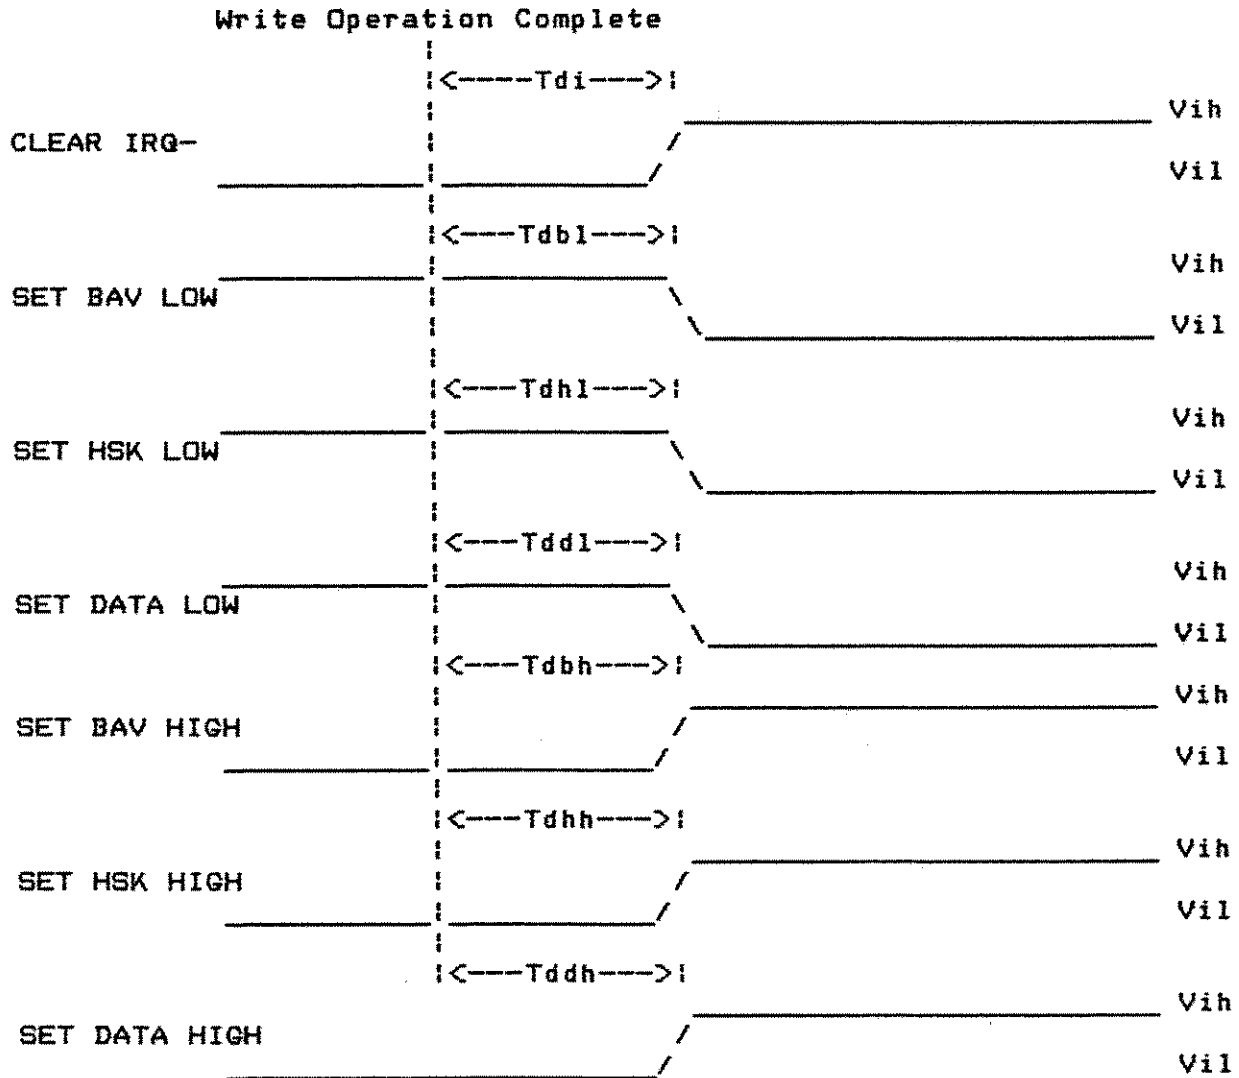 Write Operation Complete
|<----Tdi--->|
Vih
CLEAR IRQ-
Vil
|<---Tdbl--->|
Vih
SET BAV LOW
Vil
|<---Tdhl--->|
Vih
SET HSK LOW
Vil
|<---Tddl--->|
Vih
SET DATA LOW
Vil
|<---Tdbh--->|
Vih
SET BAV HIGH
Vil
|<---Tdhh--->|
Vih
SET HSK HIGH
Vil
|<---Tddh--->|
Vih
SET DATA HIGH
Vil